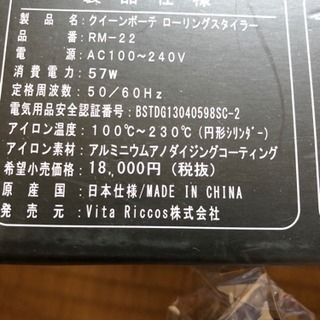 製品仕様
製品名：クイーンボーテ ローリングスタイラー
品番：RM-22
電源：AC100～240V
消費電力：57W
定格周波数：50/60Hz
電気用品安全認証番号：BSTDG13040598SC-2
アイロン温度：100℃～230℃（円形ｼﾘﾝﾀﾞｰ）
アイロン素材：アルミニウムアノダイジングコーティング
希望小売価格：18,000円（税抜）
原産国：日本仕様/MADE IN CHINA
発売元：Vita Riccos株式会社